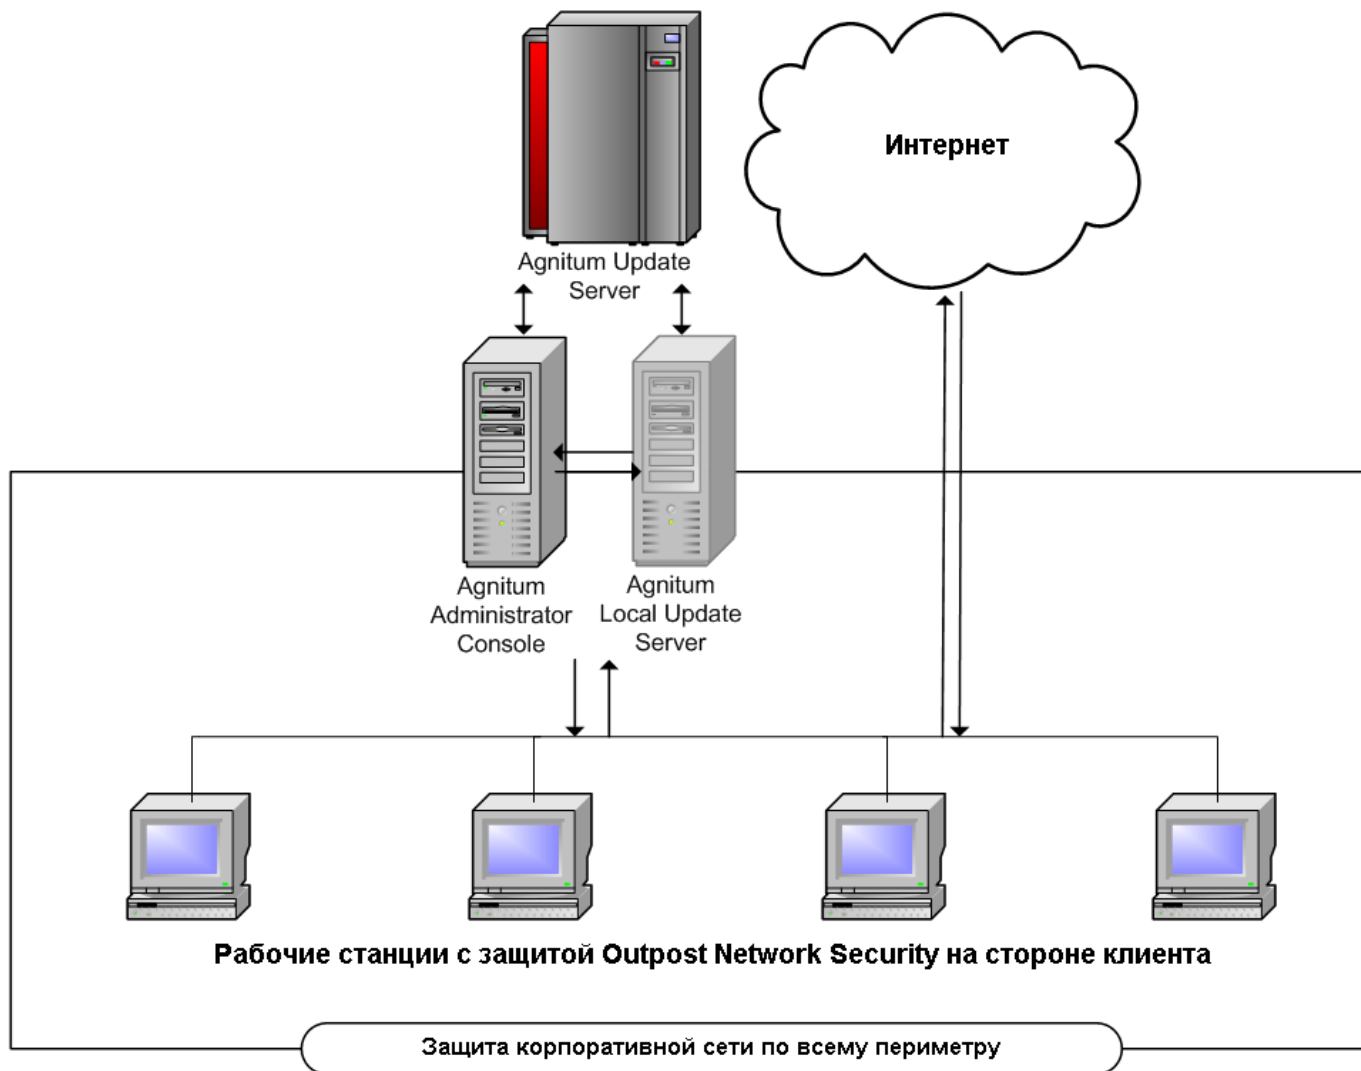 Интернет
Agnitum Update
Server
Agnitum
Administrator
Console
Agnitum
Local Update
Server
Рабочие станции с защитой Outpost Network Security на стороне клиента
Защита корпоративной сети по всему периметру